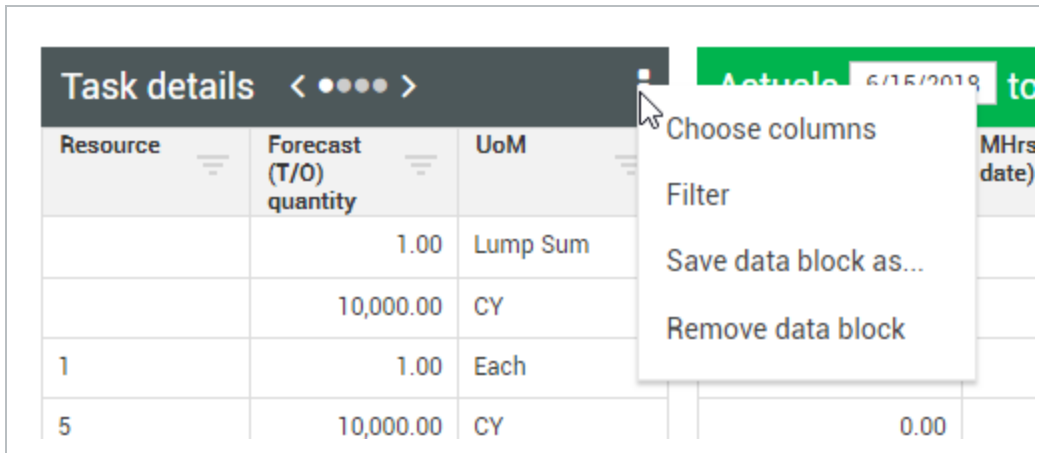 Task details
Actuals 6/15/2018 to
Resource
Forecast
(T/O)
quantity
UoM
MHrs
date)
Choose columns
Filter
Save data block as...
Remove data block
1.00 Lump Sum
10,000.00 CY
1 1.00 Each
5 10,000.00 CY
0.00